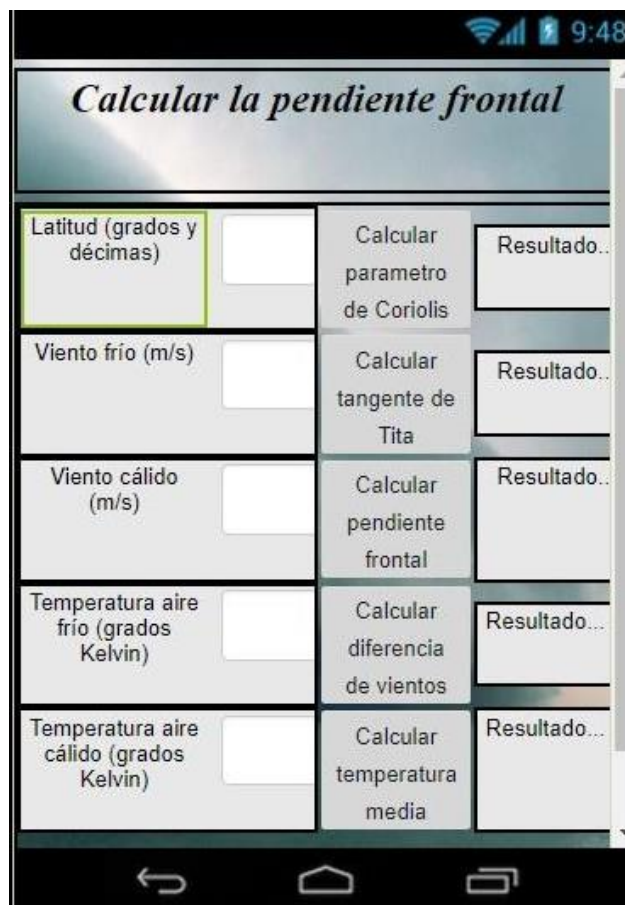 9:48
Calcular la pendiente frontal
Latitud (grados y
décimas)
Calcular
parametro
de Coriolis
Resultado..
Viento frío (m/s)
Calcular
tangente de
Tita
Resultado..
Viento cálido
(m/s)
Calcular
pendiente
frontal
Resultado..
Temperatura aire
frío (grados
Kelvin)
Calcular
diferencia
de vientos
Resultado...
Temperatura aire
cálido (grados
Kelvin)
Calcular
temperatura
media
Resultado...